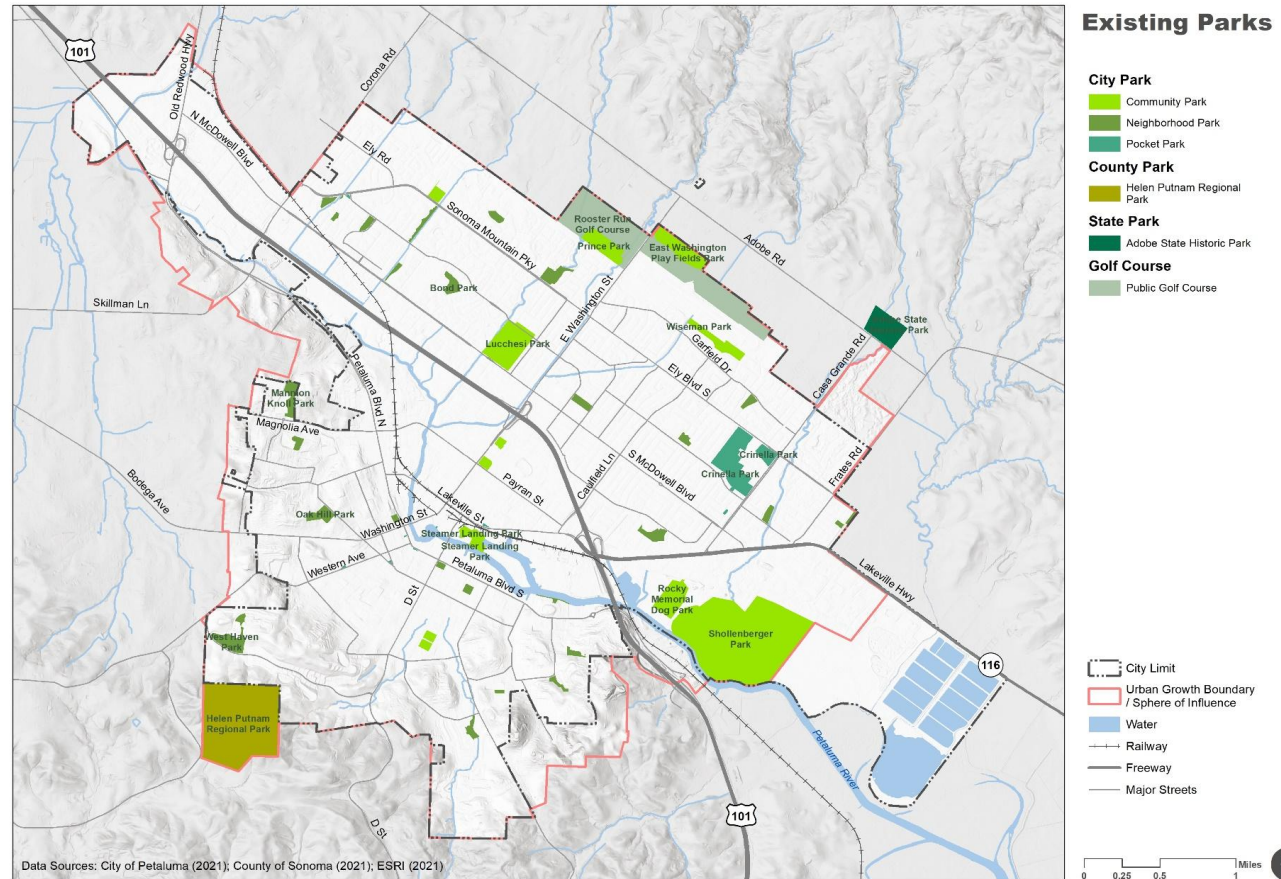 Existing Parks
City Park
Community Park
Neighborhood Park
Pocket Park
County Park
Helen Putnam Regional
Park
State Park
Adobe State Historic Park
Golf Course
Public Golf Course
City Limit
Urban Growth Boundary
/ Sphere of Influence
Water
Railway
Freeway
Major Streets
0 0.25 0.5 1 Miles
101
Old Redwood Hwy
N McDowell Blvd
Corona Rd
Ely Rd
Sonoma Mountain Pky
Rooster Run
Golf Course
Prince Park
East Washington
Play Fields Park
Adobe Rd
Bond Park
E Washington St
Skillman Ln
Lucchesi Park
Wiseman Park
Garfield Dr
e State
Park
Casa Grande Rd
Ely Blvd S
Petaluma Blvd N
Mannion
Knoll Park
Magnolia Ave
Crinella Park
Crinella Park
Frates Rd
S McDowell Blvd
Caulfield Ln
Payran St
Bodega Ave
Oak Hill Park
Washington St
Lakeville St
Steamer Landing Park
Steamer Landing
Park
Western Ave
Petaluma Blvd S
D St
Lakeville Hwy
Rocky
Memorial
Dog Park
Shollenberger
Park
West Haven
Park
116
Helen Putnam
Regional Park
Petaluma River
101
D St
Data Sources: City of Petaluma (2021); County of Sonoma (2021); ESRI (2021)